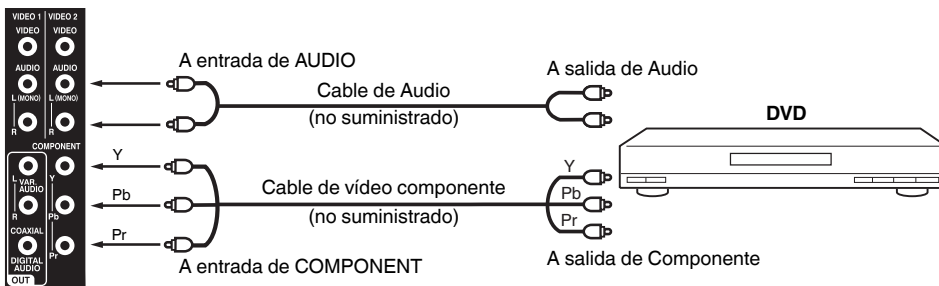 VIDEO 1 VIDEO 2
VIDEO VIDEO
AUDIO AUDIO
L (MONO) L (MONO)
R R
COMPONENT
L Y
VAR. AUDIO
R Pb
COAXIAL
Pr
DIGITAL AUDIO
OUT
A entrada de AUDIO
Cable de Audio
(no suministrado)
A salida de Audio
DVD
Y
Pb
Pr
Cable de vídeo componente
(no suministrado)
Y
Pb
Pr
A entrada de COMPONENT
A salida de Componente